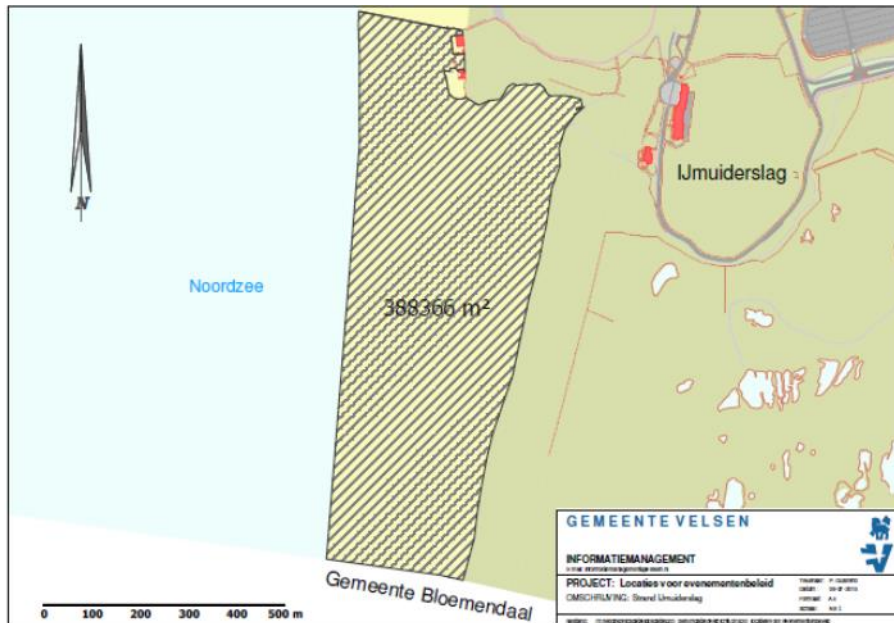 N
IJmuiderslag
Noordzee
388366 m²
Gemeente Bloemendaal
0 100 200 300 400 500 m
GEMEENTE VELSEN
INFORMATIEMANAGEMENT
PROJECT: Locaties voor evenementenbeleid
OMSCHRIJVING: Strand IJmuiderslag